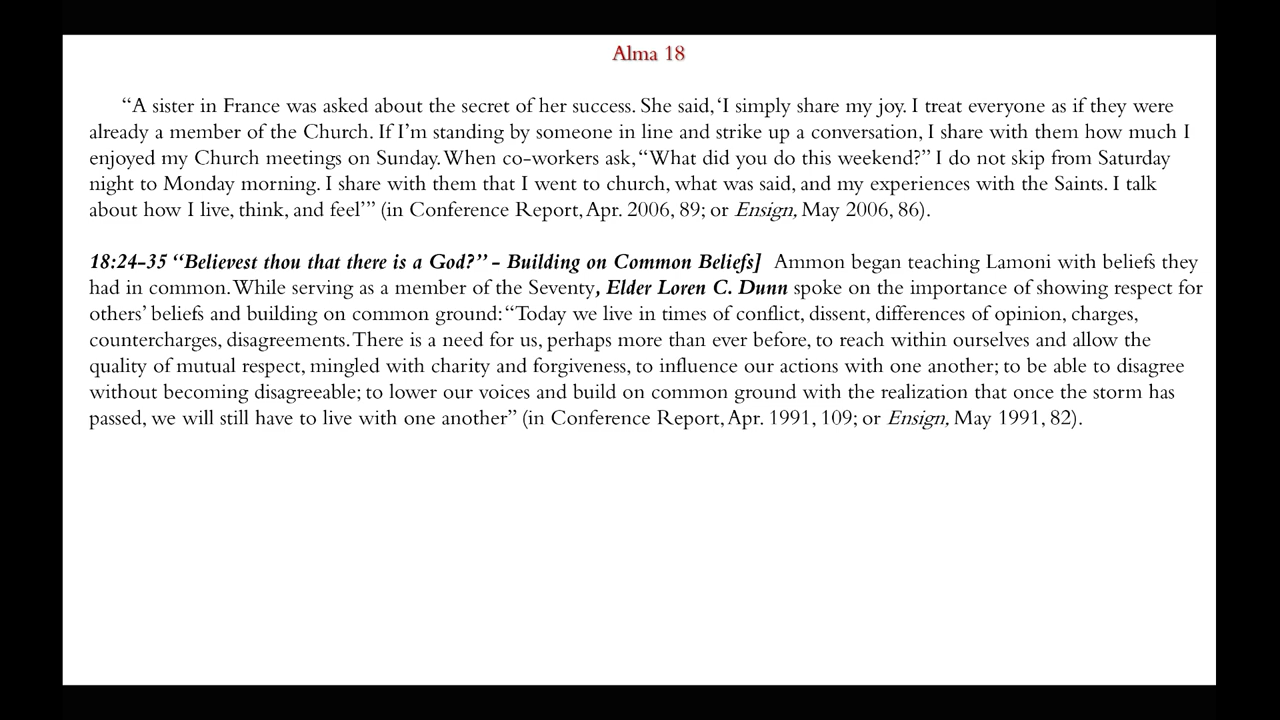 Alma 18
“A sister in France was asked about the secret of her success. She said, ‘I simply share my joy. I treat everyone as if they were
already a member of the Church. If I’m standing by someone in line and strike up a conversation, I share with them how much I
enjoyed my Church meetings on Sunday. When co-workers ask, “What did you do this weekend?” I do not skip from Saturday
night to Monday morning. I share with them that I went to church, what was said, and my experiences with the Saints. I talk
about how I live, think, and feel’” (in Conference Report, Apr. 2006, 89; or Ensign, May 2006, 86).
18:24–35 “Believest thou that there is a God?” – Building on Common Beliefs] Ammon began teaching Lamoni with beliefs they
had in common. While serving as a member of the Seventy, Elder Loren C. Dunn spoke on the importance of showing respect for
others’ beliefs and building on common ground: “Today we live in times of conflict, dissent, differences of opinion, charges,
countercharges, disagreements. There is a need for us, perhaps more than ever before, to reach within ourselves and allow the
quality of mutual respect, mingled with charity and forgiveness, to influence our actions with one another; to be able to disagree
without becoming disagreeable; to lower our voices and build on common ground with the realization that once the storm has
passed, we will still have to live with one another” (in Conference Report, Apr. 1991, 109; or Ensign, May 1991, 82).